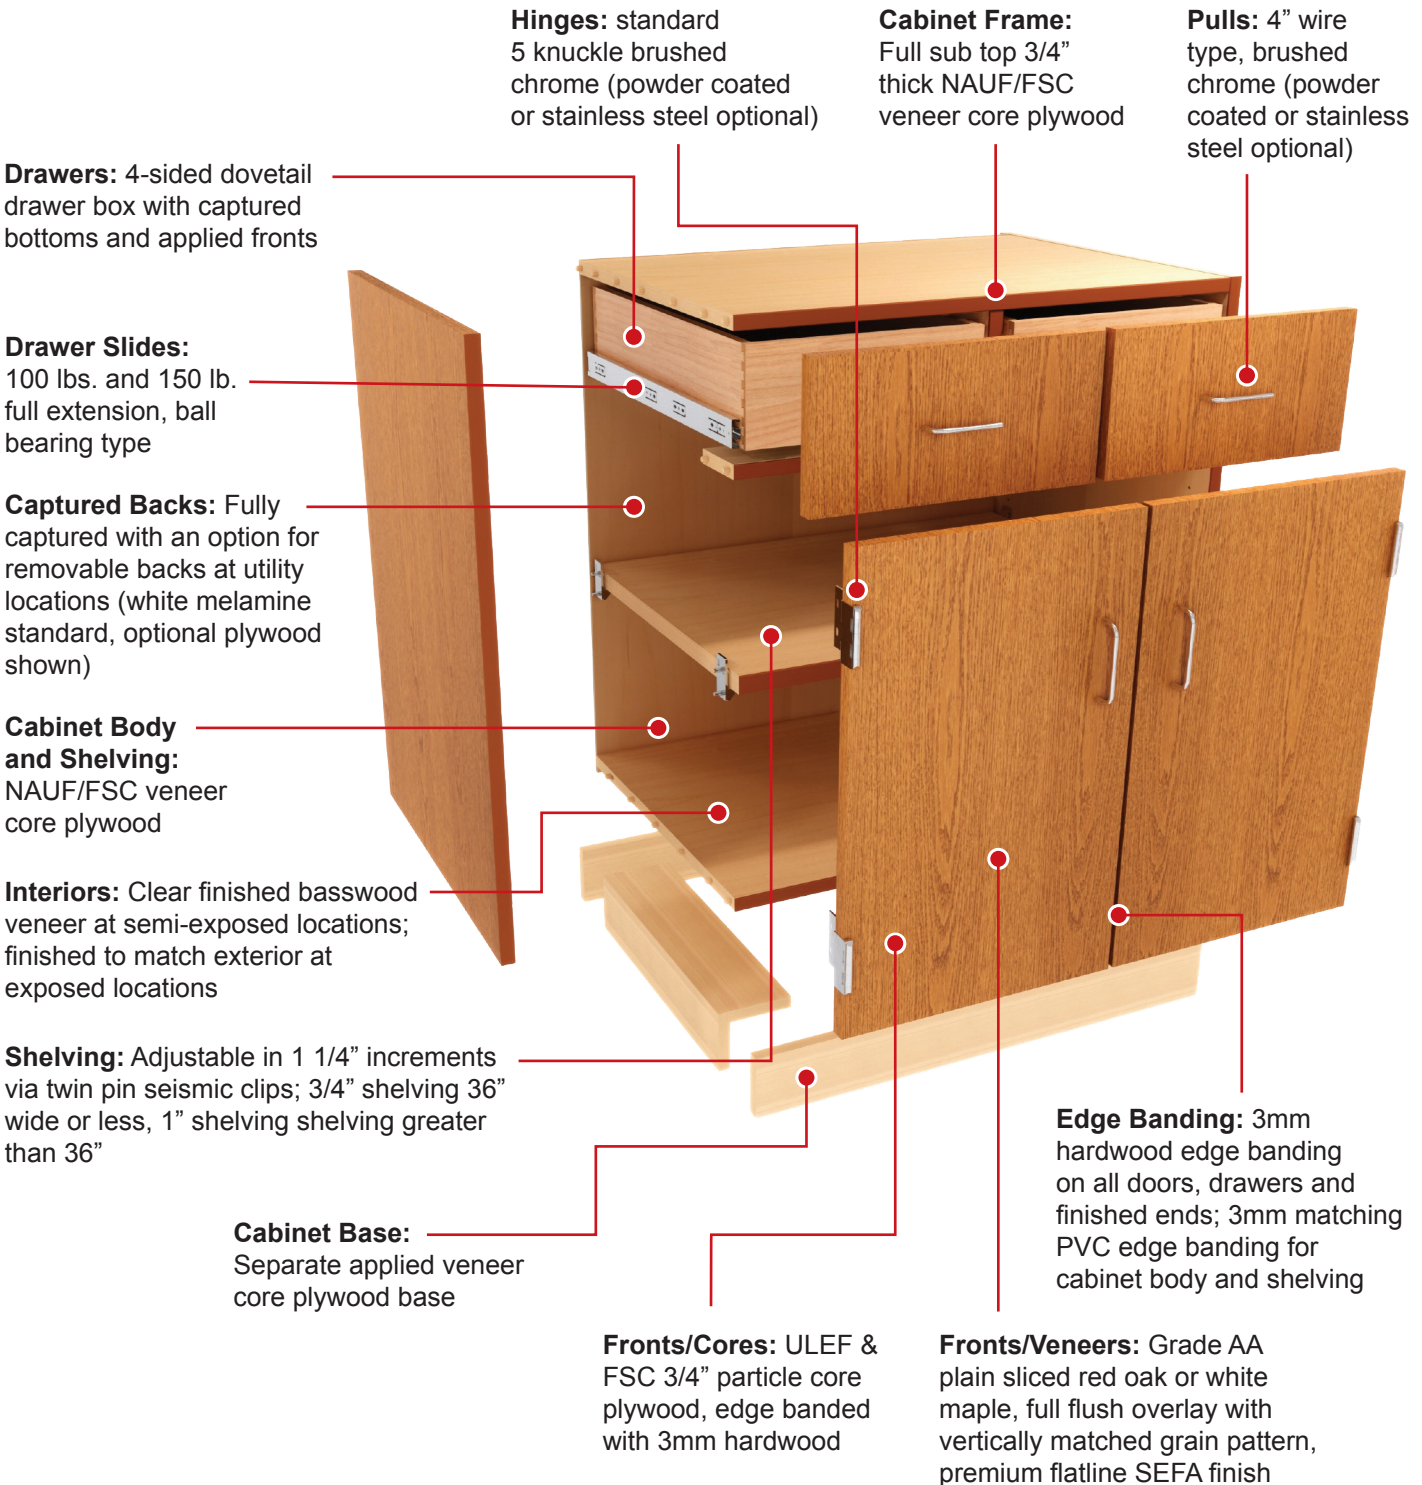 Hinges: standard
5 knuckle brushed
chrome (powder coated
or stainless steel optional)
Cabinet Frame:
Full sub top 3/4”
thick NAUF/FSC
veneer core plywood
Pulls: 4” wire
type, brushed
chrome (powder
coated or stainless
steel optional)
Drawers: 4-sided dovetail
drawer box with captured
bottoms and applied fronts
Drawer Slides:
100 lbs. and 150 lb.
full extension, ball
bearing type
Captured Backs: Fully
captured with an option for
removable backs at utility
locations (white melamine
standard, optional plywood
shown)
Cabinet Body
and Shelving:
NAUF/FSC veneer
core plywood
Interiors: Clear finished basswood
veneer at semi-exposed locations;
finished to match exterior at
exposed locations
Shelving: Adjustable in 1 1/4” increments
via twin pin seismic clips; 3/4” shelving 36”
wide or less, 1” shelving shelving greater
than 36”
Cabinet Base:
Separate applied veneer
core plywood base
Edge Banding: 3mm
hardwood edge banding
on all doors, drawers and
finished ends; 3mm matching
PVC edge banding for
cabinet body and shelving
Fronts/Cores: ULEF &
FSC 3/4” particle core
plywood, edge banded
with 3mm hardwood
Fronts/Veneers: Grade AA
plain sliced red oak or white
maple, full flush overlay with
vertically matched grain pattern,
premium flatline SEFA finish